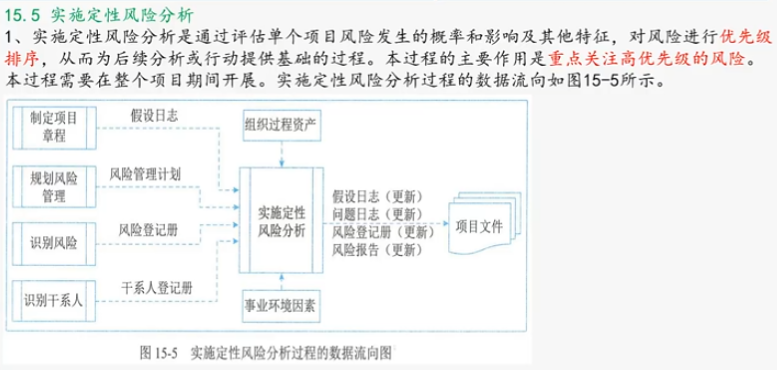 15.5 实施定性风险分析
1、实施定性风险分析是通过评估单个项目风险发生的概率和影响及其他特征，对风险进行优先级
排序，从而为后续分析或行动提供基础的过程。本过程的主要作用是重点关注高优先级的风险。
本过程需要在整个项目期间开展。实施定性风险分析过程的数据流向如图15-5所示。
制定项目
章程
假设日志
组织过程资产
规划风险
管理
风险管理计划
识别风险
风险登记册
识别干系人
干系人登记册
实施定性
风险分析
事业环境因素
假设日志（更新）
问题日志（更新）
风险登记册（更新）
风险报告（更新）
项目文件
图 15-5 实施定性风险分析过程的数据流向图